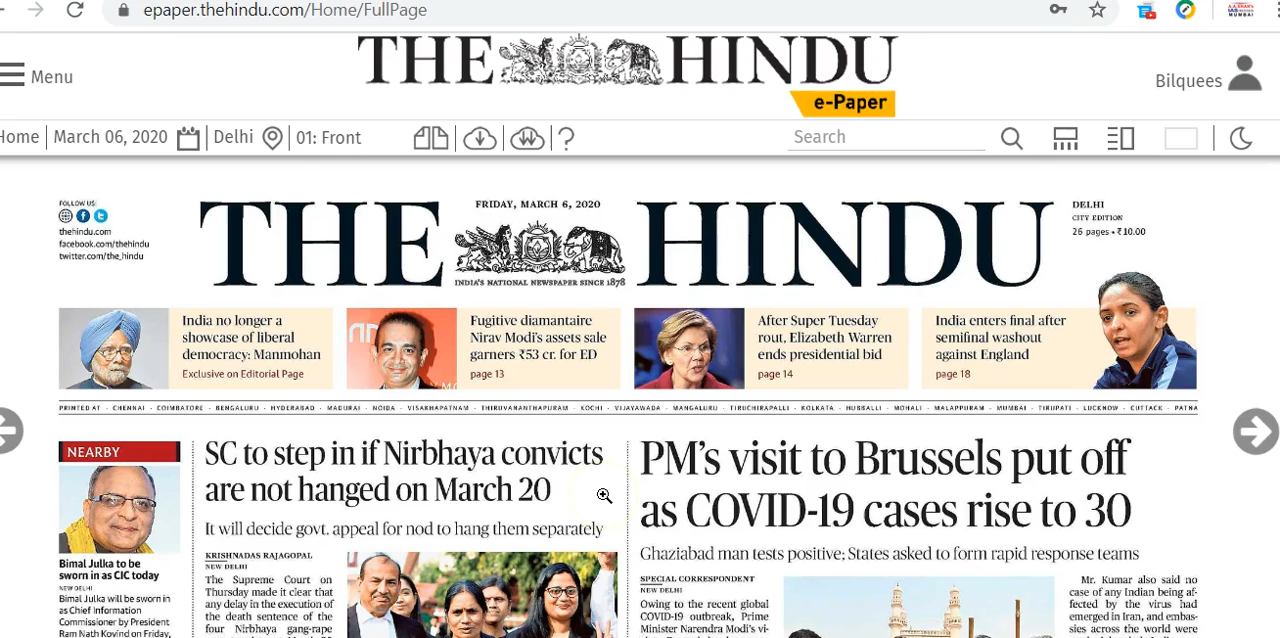 epaper.thehindu.com/Home/FullPage
Menu
THE HINDU
e-Paper
Bilquees
Home | March 06, 2020 Delhi 01: Front
Search
FOLLOW US:
thehindu.com
facebook.com/thehindu
twitter.com/the_hindu
FRIDAY, MARCH 6, 2020
THE HINDU
INDIA'S NATIONAL NEWSPAPER SINCE 1878
DELHI
CITY EDITION
26 pages • ₹10.00
India no longer a
showcase of liberal
democracy: Manmohan
Exclusive on Editorial Page
Fugitive diamantaire
Nirav Modi's assets sale
garners ₹53 cr. for ED
page 13
After Super Tuesday
rout, Elizabeth Warren
ends presidential bid
page 14
India enters final after
semifinal washout
against England
page 18
PRINTED AT · CHENNAI · COIMBATORE · BENGALURU · HYDERABAD · MADURAI · NOIDA · VISAKHAPATNAM · THIRUVANANTHAPURAM · KOCHI · VIJAYAWADA · MANGALURU · TIRUCHIRAPALLI · KOLKATA · HUBBALLI · MOHALI · MALAPPURAM · MUMBAI · TIRUPATI · LUCKNOW · CUTTACK · PATNA
NEARBY
Bimal Julka to be
sworn in as CIC today
NEW DELHI
Bimal Julka will be sworn in
as Chief Information
Commissioner by President
Ram Nath Kovind on Friday,
SC to step in if Nirbhaya convicts
are not hanged on March 20
It will decide govt. appeal for nod to hang them separately
KRISHNADAS RAJAGOPAL
NEW DELHI
The Supreme Court on
Thursday made it clear that
any delay in the execution of
the death sentence of the
four Nirbhaya gang-rape
PM's visit to Brussels put off
as COVID-19 cases rise to 30
Ghaziabad man tests positive; States asked to form rapid response teams
SPECIAL CORRESPONDENT
NEW DELHI
Owing to the recent global
COVID-19 outbreak, Prime
Minister Narendra Modi's vi-
Mr. Kumar also said no
case of any Indian being af-
fected by the virus had
emerged in Iran, and embas-
sies across the world were